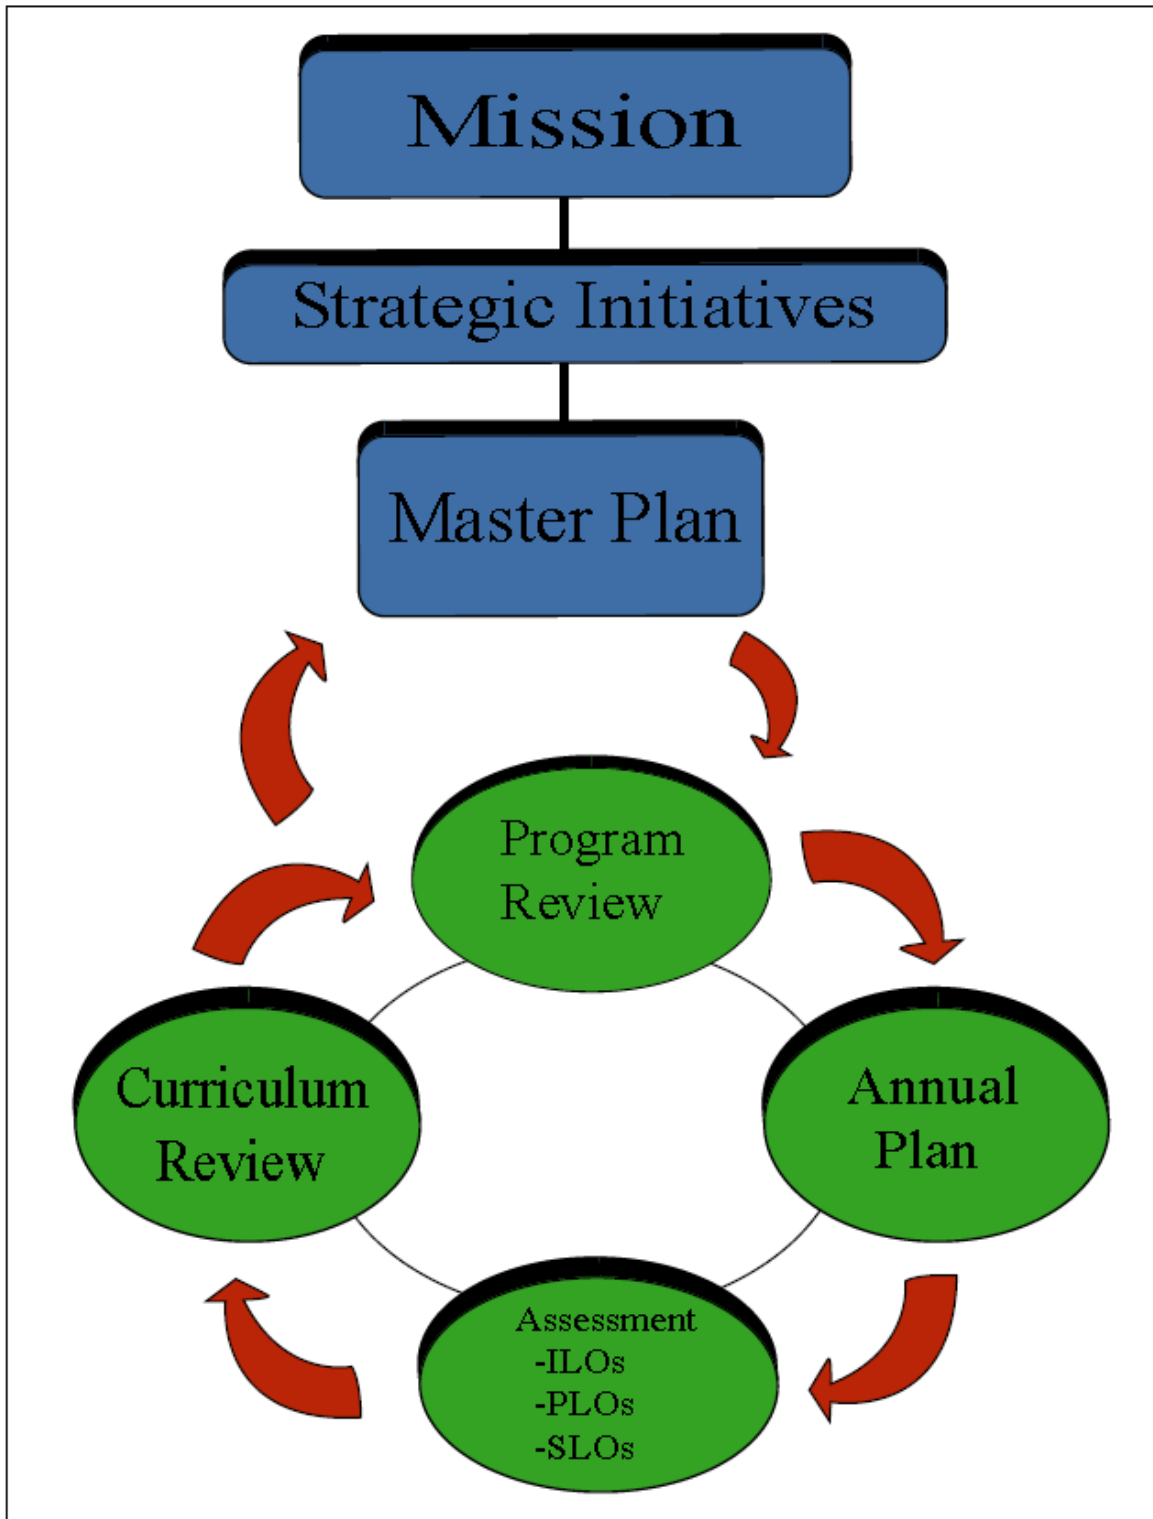 Mission
Strategic Initiatives
Master Plan
Program
Review
Curriculum
Review
Annual
Plan
Assessment
-ILOs
-PLOs
-SLOs